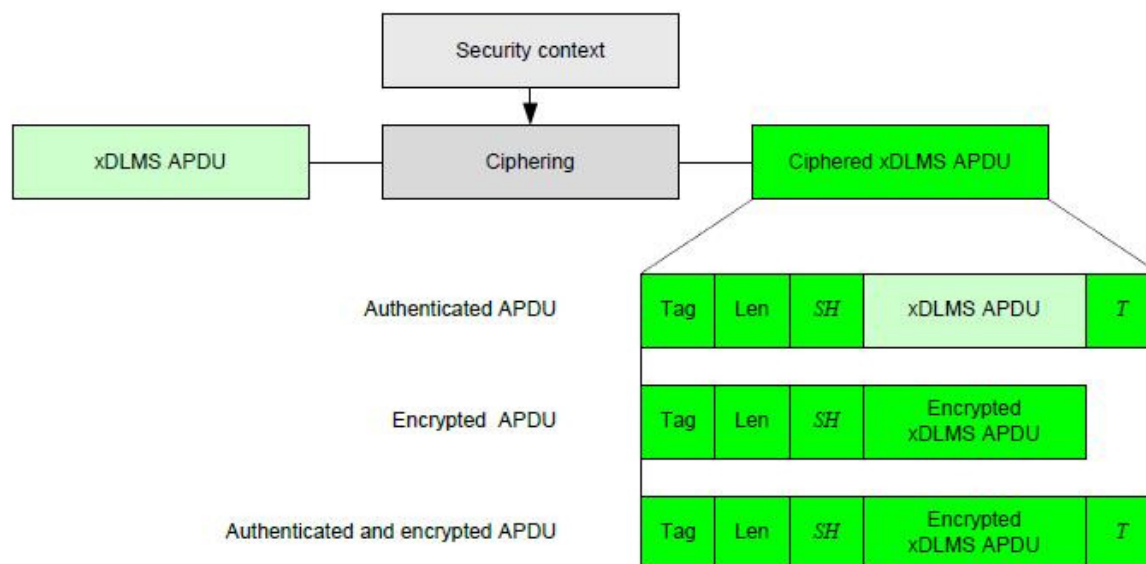 Security context
xDLMS APDU
Ciphering
Ciphered xDLMS APDU
Authenticated APDU
Tag
Len
SH
xDLMS APDU
T
Encrypted APDU
Tag
Len
SH
Encrypted
xDLMS APDU
Authenticated and encrypted APDU
Tag
Len
SH
Encrypted
xDLMS APDU
T